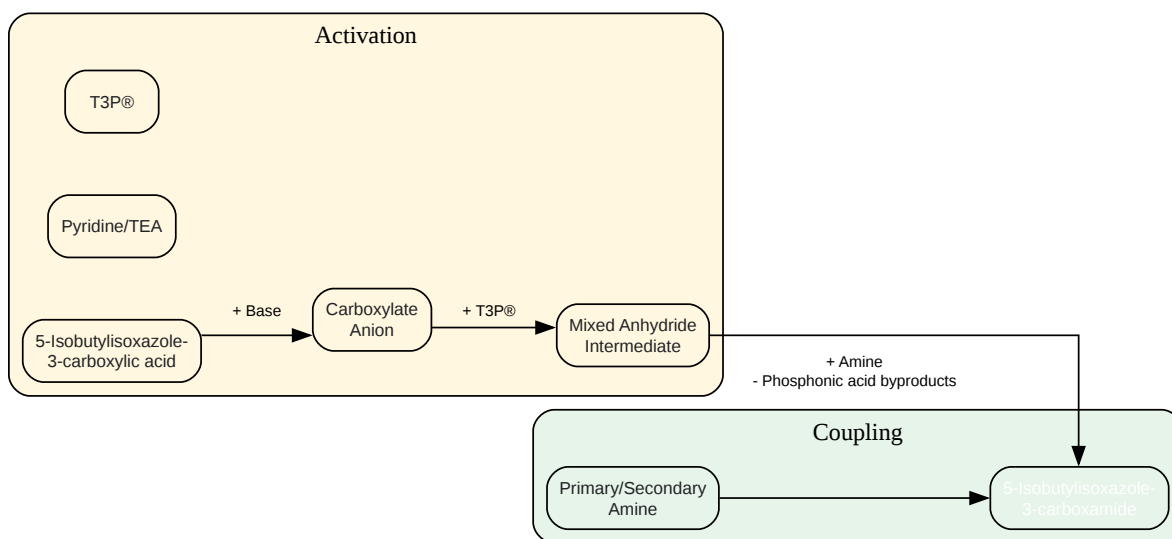 Activation
T3P®
Pyridine/TEA
5-Isobutylisoxazole-
3-carboxylic acid
+ Base
Carboxylate
Anion
+ T3P®
Mixed Anhydride
Intermediate
+ Amine
- Phosphonic acid byproducts
Coupling
Primary/Secondary
Amine
5-Isobutylisoxazole-
3-carboxamide